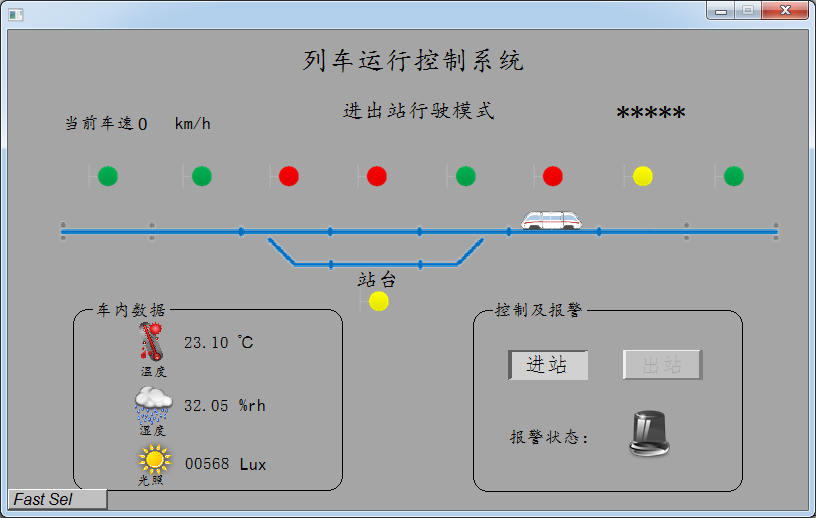 列车运行控制系统
进出站行驶模式
*****
当前车速0 km/h
站台
车内数据
23.10 ℃
温度
32.05 %rh
湿度
00568 Lux
光照
控制及报警
进站
出站
报警状态:
Fast Sel